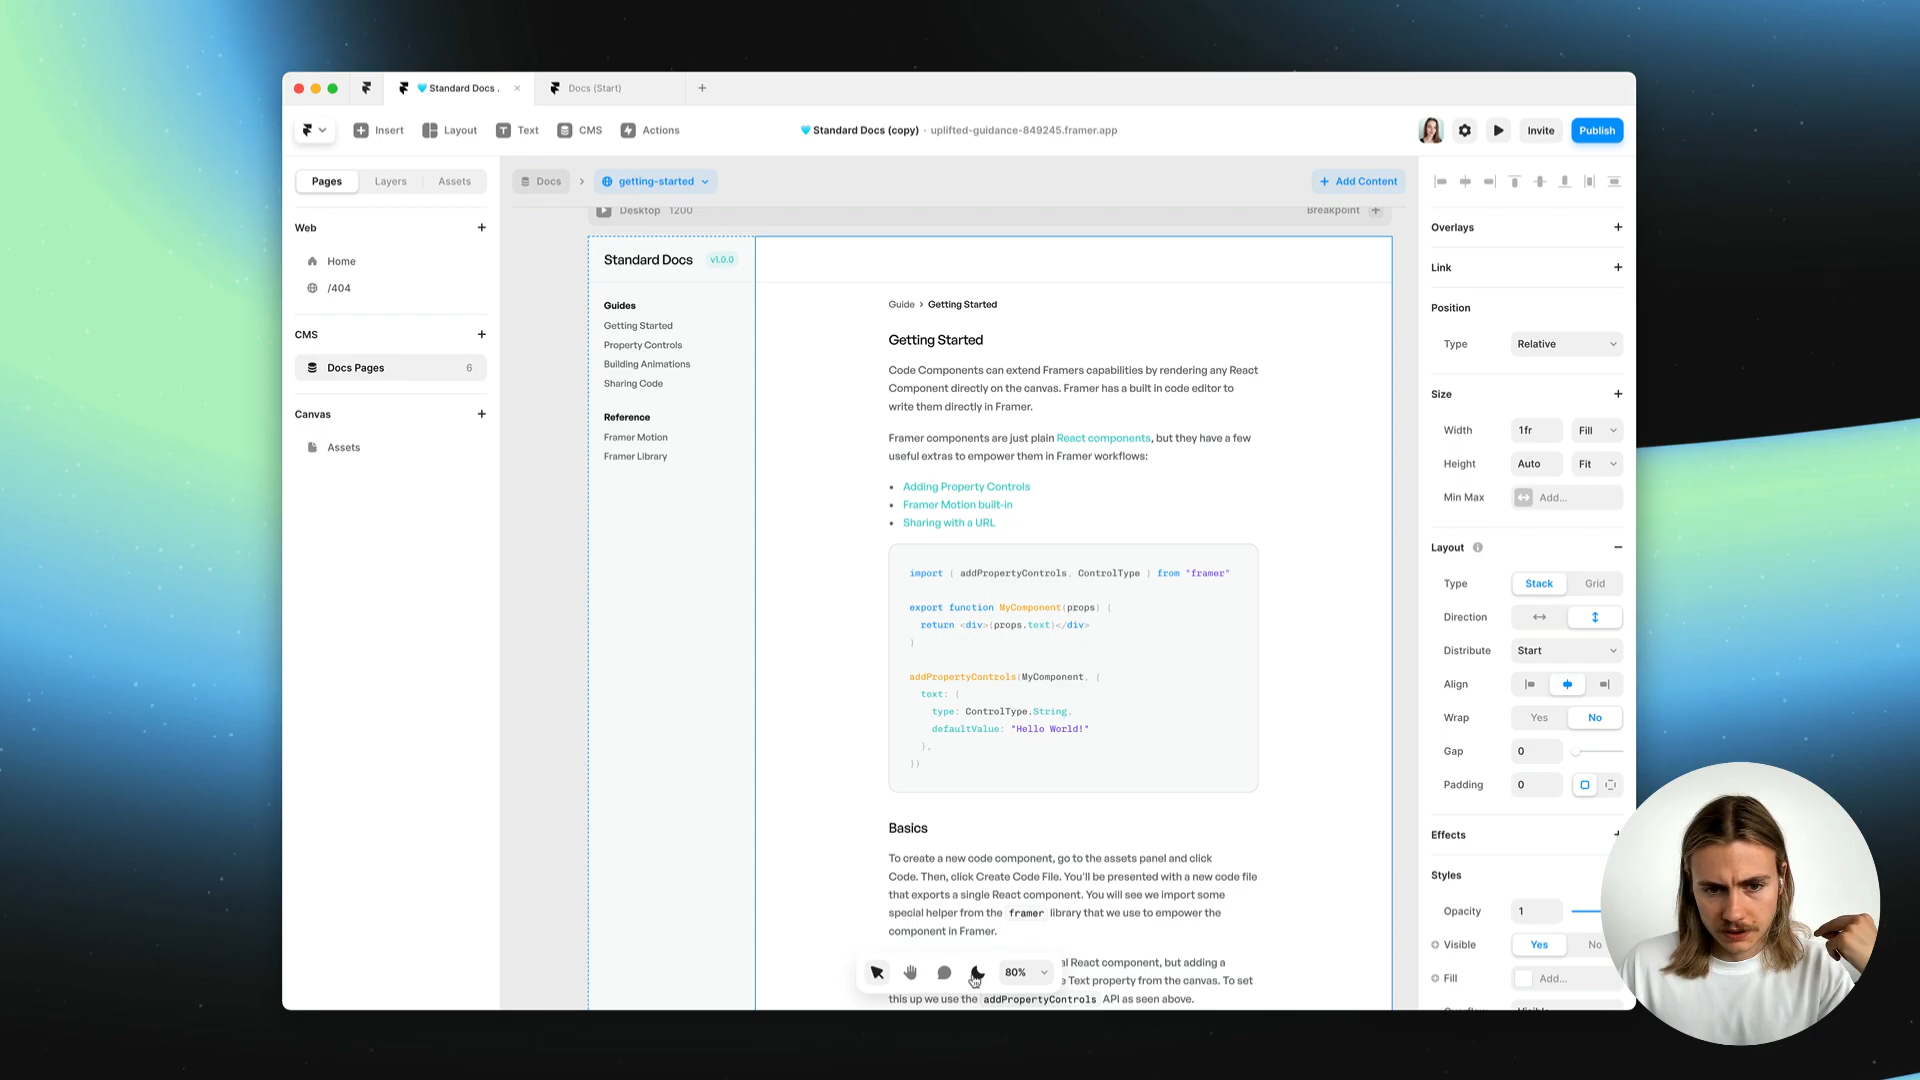 Standard Docs .
Docs (Start)
Insert
Layout
Text
CMS
Actions
Standard Docs (copy) · uplifted-guidance-849245.framer.app
Invite
Publish
Pages
Layers
Assets
Docs
getting-started
Add Content
Desktop 1200
Breakpoint
Web
Home
/404
CMS
Docs Pages 6
Canvas
Assets
Standard Docs v1.0.0
Guides
Getting Started
Property Controls
Building Animations
Sharing Code
Reference
Framer Motion
Framer Library
Guide > Getting Started
Getting Started
Code Components can extend Framers capabilities by rendering any React
Component directly on the canvas. Framer has a built in code editor to
write them directly in Framer.
Framer components are just plain React components, but they have a few
useful extras to empower them in Framer workflows:
• Adding Property Controls
• Framer Motion built-in
• Sharing with a URL
import { addPropertyControls, ControlType } from "framer"
export function MyComponent(props) {
return <div>{props.text}</div>
}
addPropertyControls(MyComponent, {
text: {
type: ControlType.String,
defaultValue: "Hello World!"
},
})
Basics
To create a new code component, go to the assets panel and click
Code. Then, click Create Code File. You'll be presented with a new code file
that exports a single React component. You will see we import some
special helper from the framer library that we use to empower the
component in Framer.
al React component, but adding a
e Text property from the canvas. To set
this up we use the addPropertyControls API as seen above.
80%
Overlays
Link
Position
Type Relative
Size
Width 1fr Fill
Height Auto Fit
Min Max Add...
Layout
Type Stack Grid
Direction
Distribute Start
Align
Wrap Yes No
Gap 0
Padding 0
Effects
Styles
Opacity 1
Visible Yes No
Fill Add...